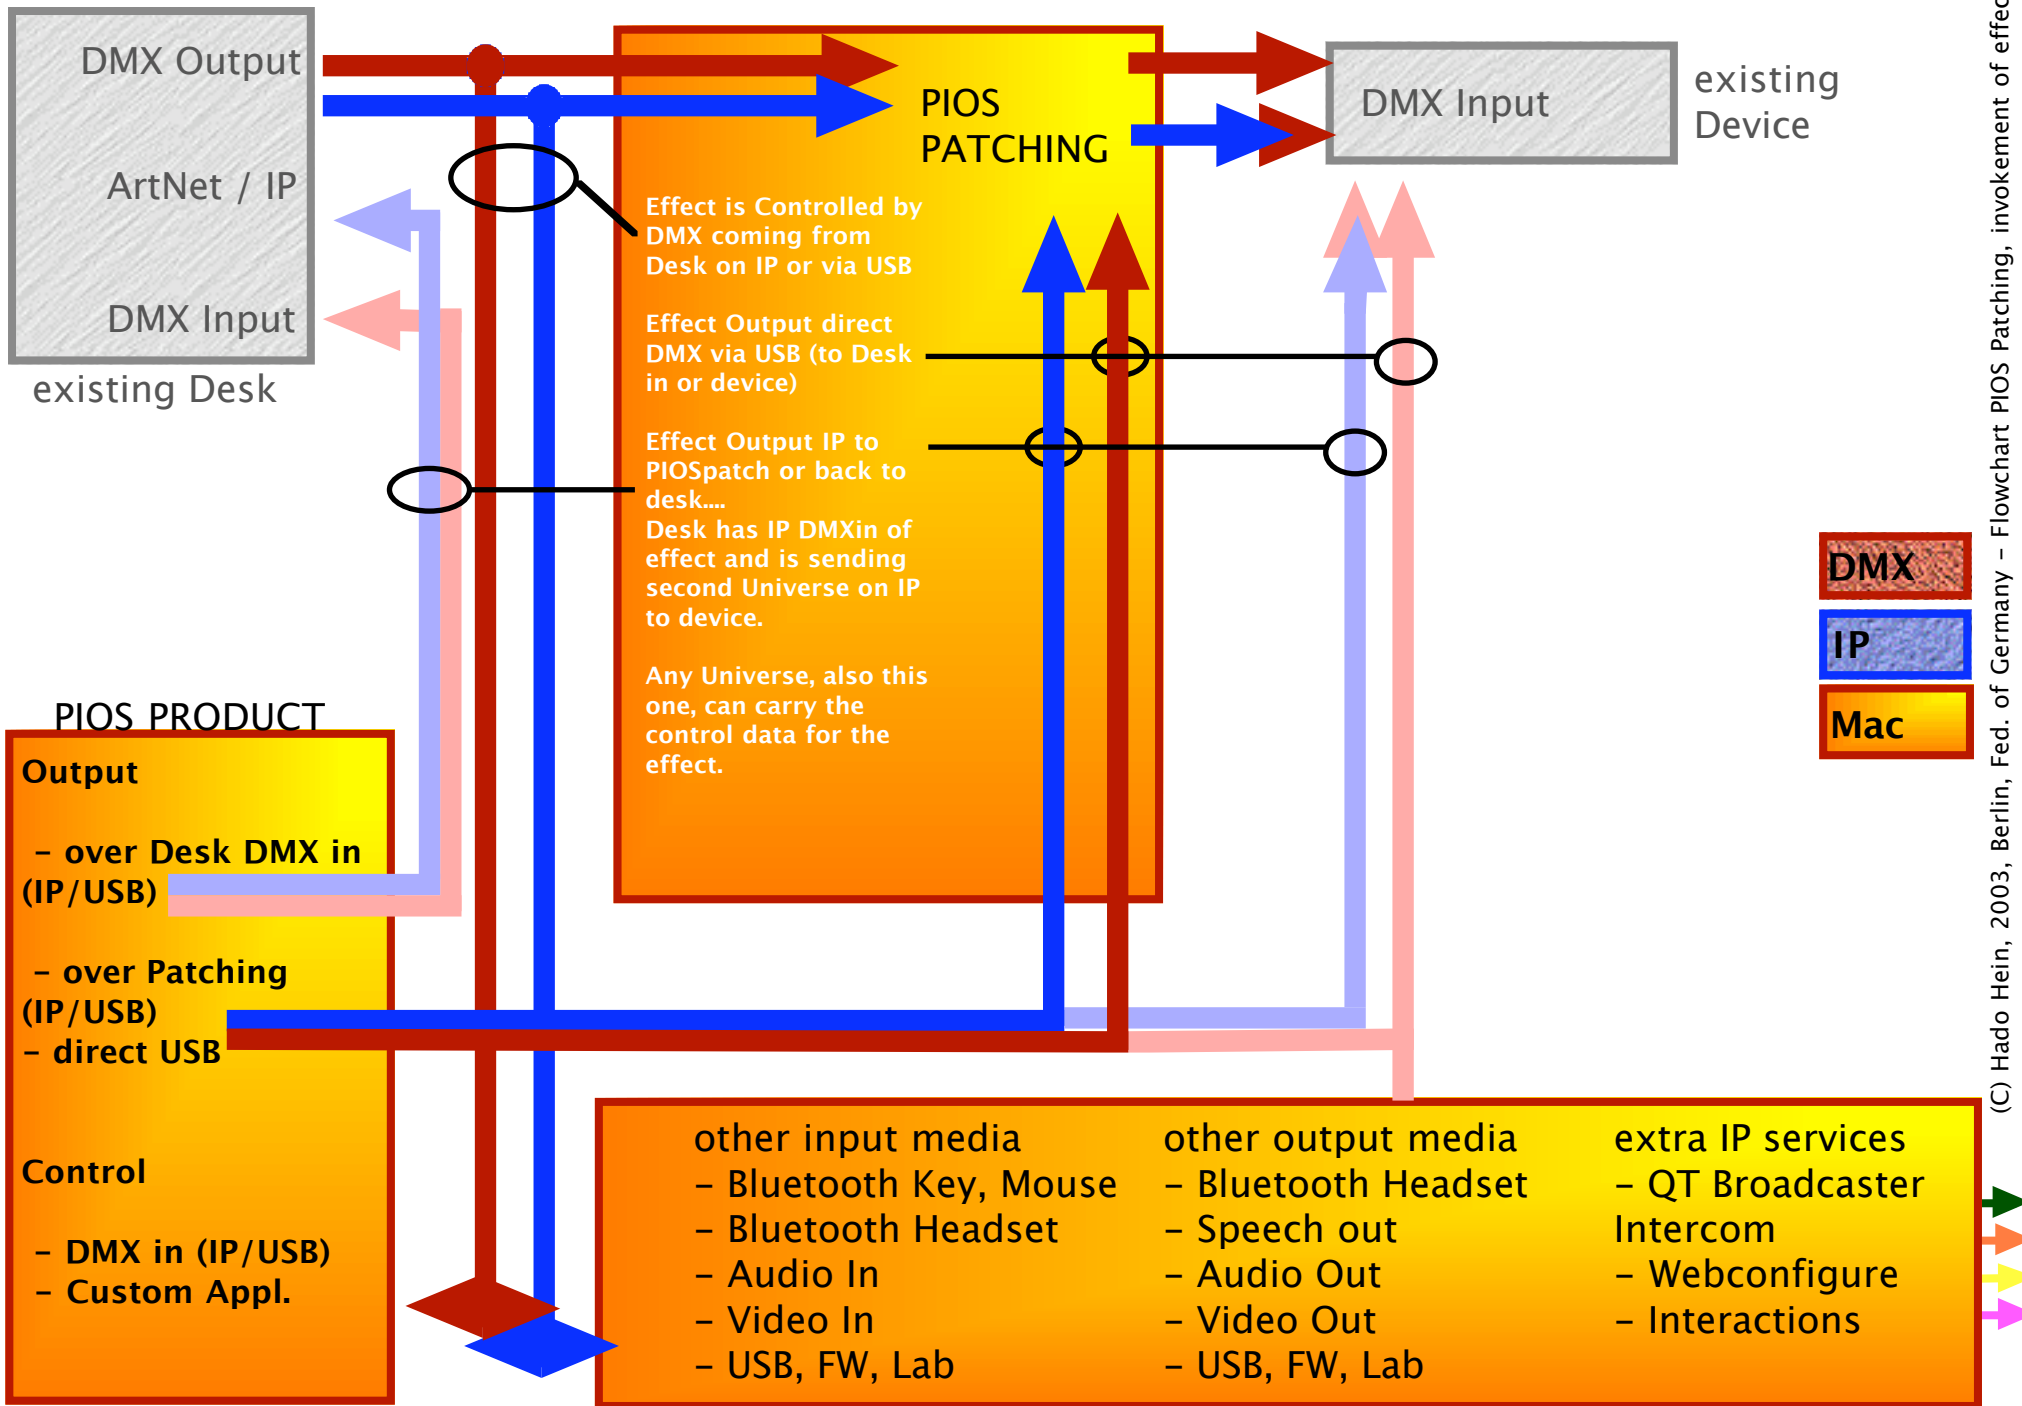 DMX Output
ArtNet / IP
DMX Input
existing Desk
PIOS
PATCHING
DMX Input
existing
Device
Effect is Controlled by
DMX coming from
Desk on IP or via USB
Effect Output direct
DMX via USB (to Desk
in or device)
Effect Output IP to
PIOSpatch or back to
desk....
Desk has IP DMXin of
effect and is sending
second Universe on IP
to device.
Any Universe, also this
one, can carry the
control data for the
effect.
DMX
IP
Mac
PIOS PRODUCT
Output
– over Desk DMX in
(IP/USB)
– over Patching
(IP/USB)
– direct USB
Control
– DMX in (IP/USB)
– Custom Appl.
other input media
– Bluetooth Key, Mouse
– Bluetooth Headset
– Audio In
– Video In
– USB, FW, Lab
other output media
– Bluetooth Headset
– Speech out
– Audio Out
– Video Out
– USB, FW, Lab
extra IP services
– QT Broadcaster
Intercom
– Webconfigure
– Interactions
(C) Hado Hein, 2003, Berlin, Fed. of Germany – Flowchart PIOS Patching, invokement of effec